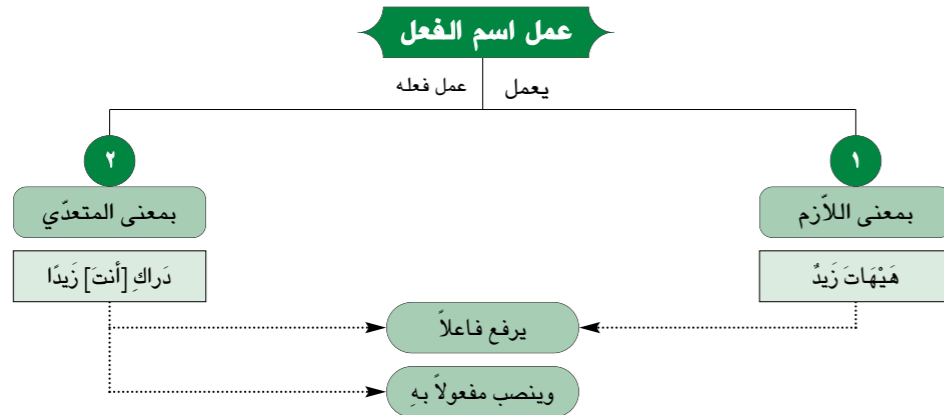 عمل اسم الفعل
يعمل عمل فعله
١
٢
بمعنى اللاّزم
بمعنى المتعدّي
هَيْهَاتَ زَيدٌ
دَراكِ [أنتَ] زَيدًا
يرفع فاعلاً
وينصب مفعولاً بهِ